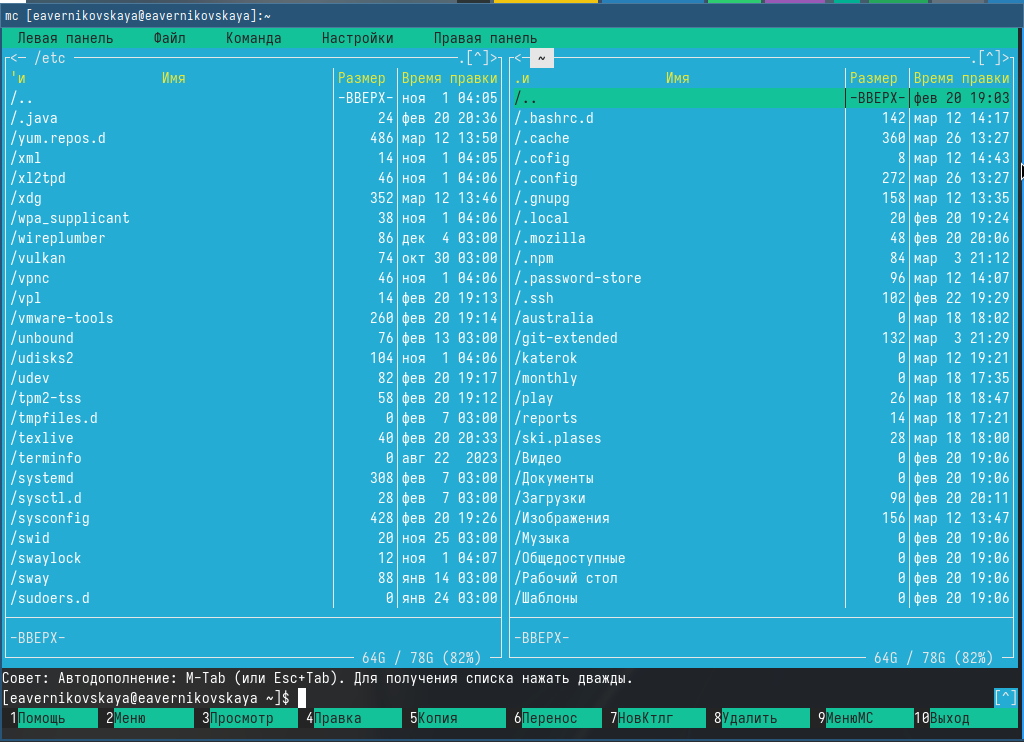 mc [eavernikovskaya@eavernikovskaya]:~
Левая панель Файл Команда Настройки Правая панель
<– /etc .[^]> <– ~ .[^]>
'и Имя Размер Время правки .и Имя Размер Время правки
/.. –ВВЕРХ– ноя 1 04:05 /.. –ВВЕРХ– фев 20 19:03
/.java 24 фев 20 20:36 /.bashrc.d 142 мар 12 14:17
/yum.repos.d 486 мар 12 13:50 /.cache 360 мар 26 13:27
/xml 14 ноя 1 04:05 /.cofig 8 мар 12 14:43
/xl2tpd 46 ноя 1 04:06 /.config 272 мар 26 13:27
/xdg 352 мар 12 13:46 /.gnupg 158 мар 12 13:35
/wpa_supplicant 38 ноя 1 04:06 /.local 20 фев 20 19:24
/wireplumber 86 дек 4 03:00 /.mozilla 48 фев 20 20:06
/vulkan 74 окт 30 03:00 /.npm 84 мар 3 21:12
/vpnc 46 ноя 1 04:06 /.password-store 96 мар 12 14:07
/vpl 14 фев 20 19:13 /.ssh 102 фев 22 19:29
/vmware-tools 260 фев 20 19:14 /australia 0 мар 18 18:02
/unbound 76 фев 13 03:00 /git-extended 132 мар 3 21:29
/udisks2 104 ноя 1 04:06 /katerok 0 мар 12 19:21
/udev 82 фев 20 19:17 /monthly 0 мар 18 17:35
/tpm2-tss 58 фев 20 19:12 /play 26 мар 18 18:47
/tmpfiles.d 0 фев 7 03:00 /reports 14 мар 18 17:21
/texlive 40 фев 20 20:33 /ski.plases 28 мар 18 18:00
/terminfo 0 авг 22 2023 /Видео 0 фев 20 19:06
/systemd 308 фев 7 03:00 /Документы 0 фев 20 19:06
/sysctl.d 28 фев 7 03:00 /Загрузки 90 фев 20 20:11
/sysconfig 428 фев 20 19:26 /Изображения 156 мар 12 13:47
/swid 20 ноя 25 03:00 /Музыка 0 фев 20 19:06
/swaylock 12 ноя 1 04:07 /Общедоступные 0 фев 20 19:06
/sway 88 янв 14 03:00 /Рабочий стол 0 фев 20 19:06
/sudoers.d 0 янв 24 03:00 /Шаблоны 0 фев 20 19:06
–ВВЕРХ– –ВВЕРХ–
64G / 78G (82%) 64G / 78G (82%)
Совет: Автодополнение: M-Tab (или Esc+Tab). Для получения списка нажать дважды.
[eavernikovskaya@eavernikovskaya ~]$ [^]
1Помощь 2Меню 3Просмотр 4Правка 5Копия 6Перенос 7НовКтлг 8Удалить 9МенюМС 10Выход